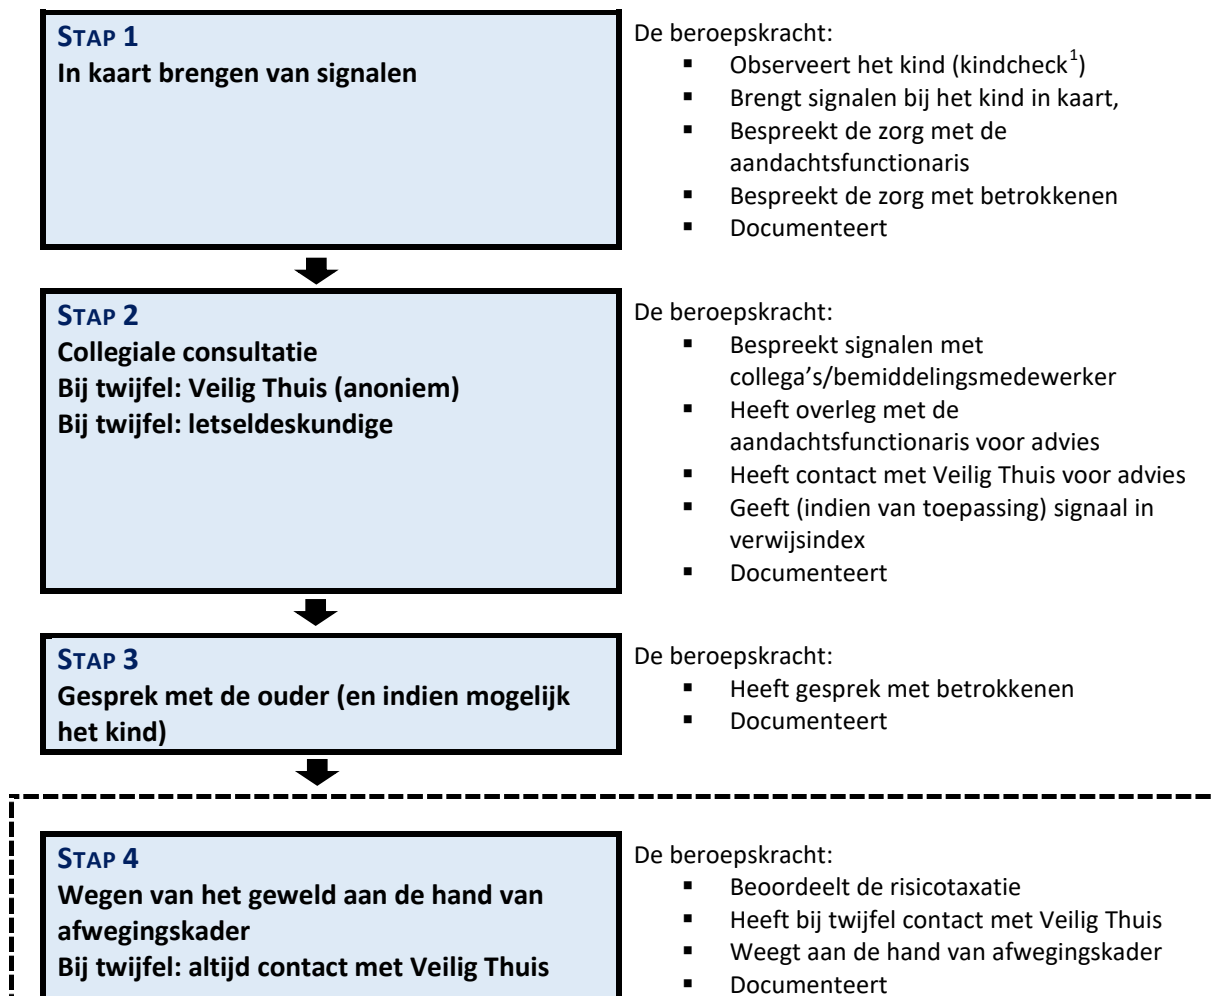 STAP 1
In kaart brengen van signalen
De beroepskracht:
▪ Observeert het kind (kindcheck¹)
▪ Brengt signalen bij het kind in kaart,
▪ Bespreekt de zorg met de
aandachtsfunctionaris
▪ Bespreekt de zorg met betrokkenen
▪ Documenteert
STAP 2
Collegiale consultatie
Bij twijfel: Veilig Thuis (anoniem)
Bij twijfel: letseldeskundige
De beroepskracht:
▪ Bespreekt signalen met
collega’s/bemiddelingsmedewerker
▪ Heeft overleg met de
aandachtsfunctionaris voor advies
▪ Heeft contact met Veilig Thuis voor advies
▪ Geeft (indien van toepassing) signaal in
verwijsindex
▪ Documenteert
STAP 3
Gesprek met de ouder (en indien mogelijk
het kind)
De beroepskracht:
▪ Heeft gesprek met betrokkenen
▪ Documenteert
STAP 4
Wegen van het geweld aan de hand van
afwegingskader
Bij twijfel: altijd contact met Veilig Thuis
De beroepskracht:
▪ Beoordeelt de risicotaxatie
▪ Heeft bij twijfel contact met Veilig Thuis
▪ Weegt aan de hand van afwegingskader
▪ Documenteert